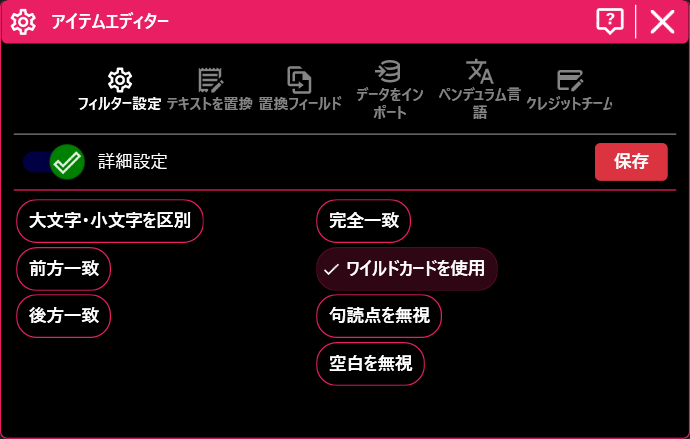 アイテムエディター
フィルター設定 テキストを置換 置換フィールド データをインポート ペンデュラム言語 クレジットチーム
詳細設定 保存
大文字・小文字を区別 完全一致
前方一致 ワイルドカードを使用
後方一致 句読点を無視
空白を無視